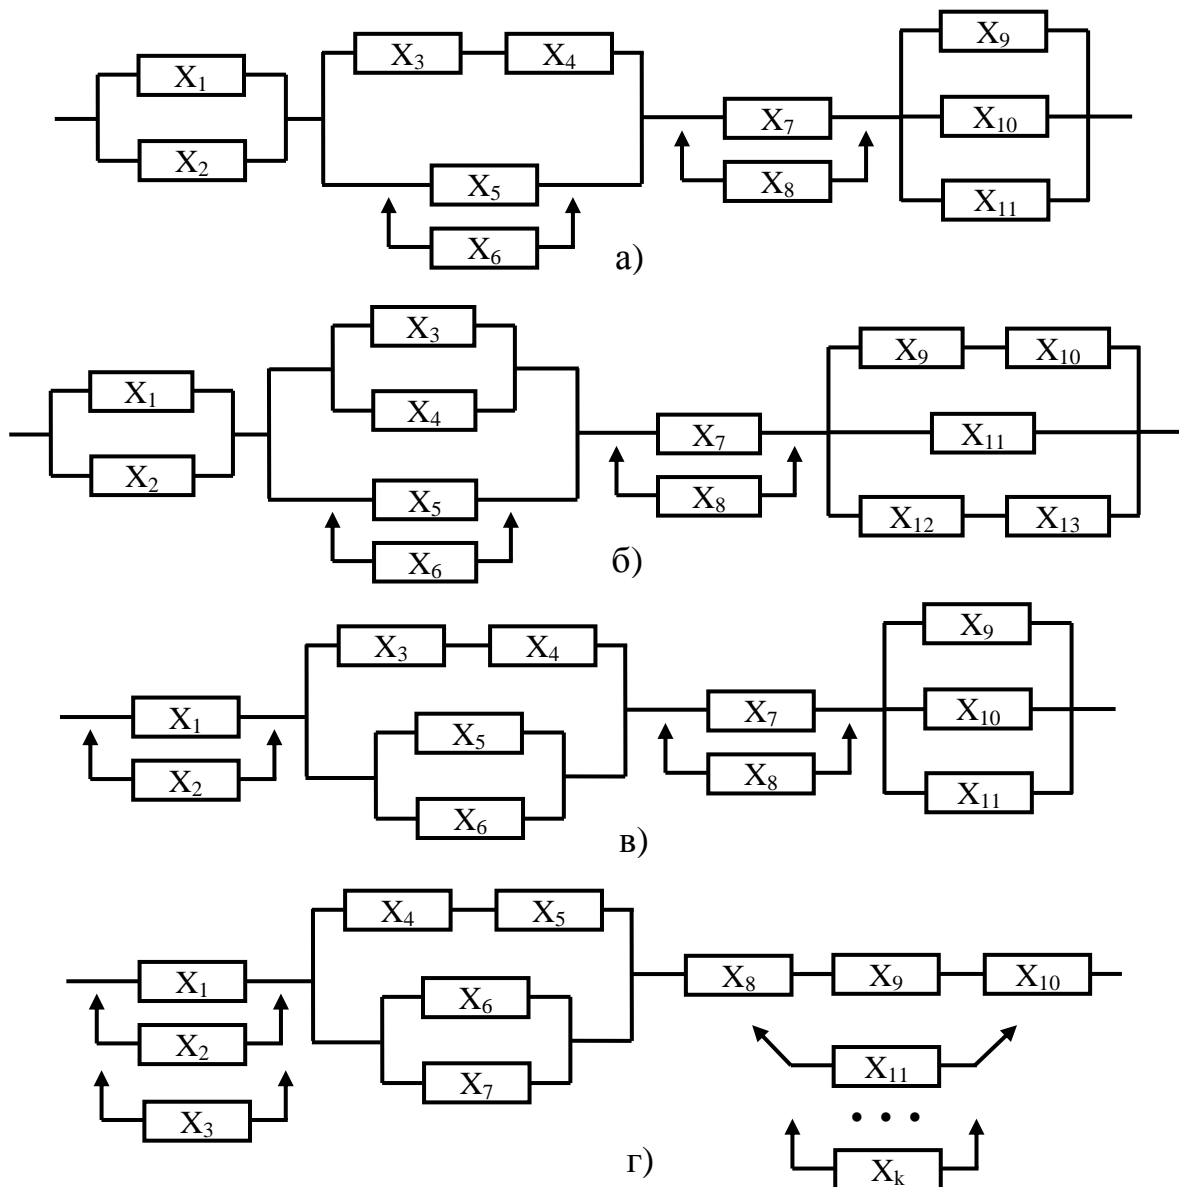 X₃ X₄ X₉
X₁
X₇ X₁₀
X₂
X₅ X₈ X₁₁
X₆
а)
X₃
X₉ X₁₀
X₁
X₄
X₇ X₁₁
X₂
X₅ X₈
X₁₂ X₁₃
X₆
б)
X₃ X₄ X₉
X₁ X₅ X₇ X₁₀
X₂ X₆ X₈ X₁₁
в)
X₄ X₅
X₁ X₆ X₈ X₉ X₁₀
X₂
X₇ X₁₁
X₃
• • •
г)
Xₖ